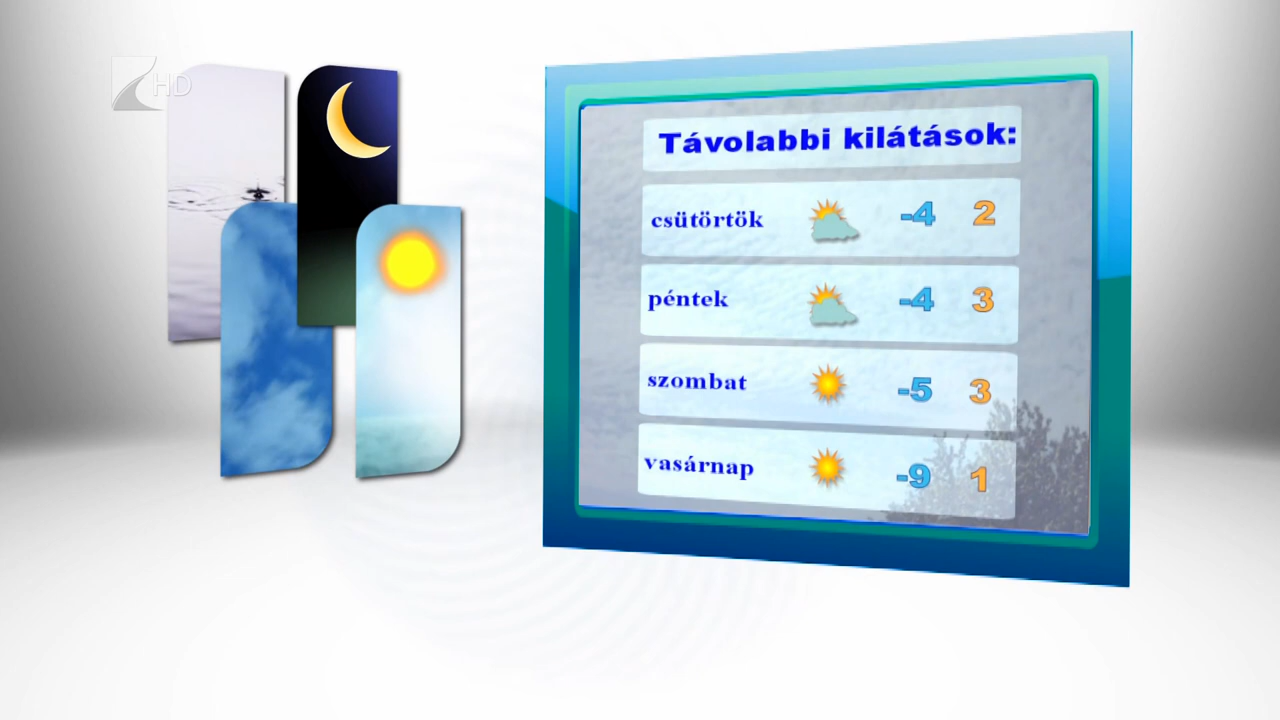 HD
Távolabbi kilátások:
csütörtök -4 2
péntek -4 3
szombat -5 3
vasárnap -9 1